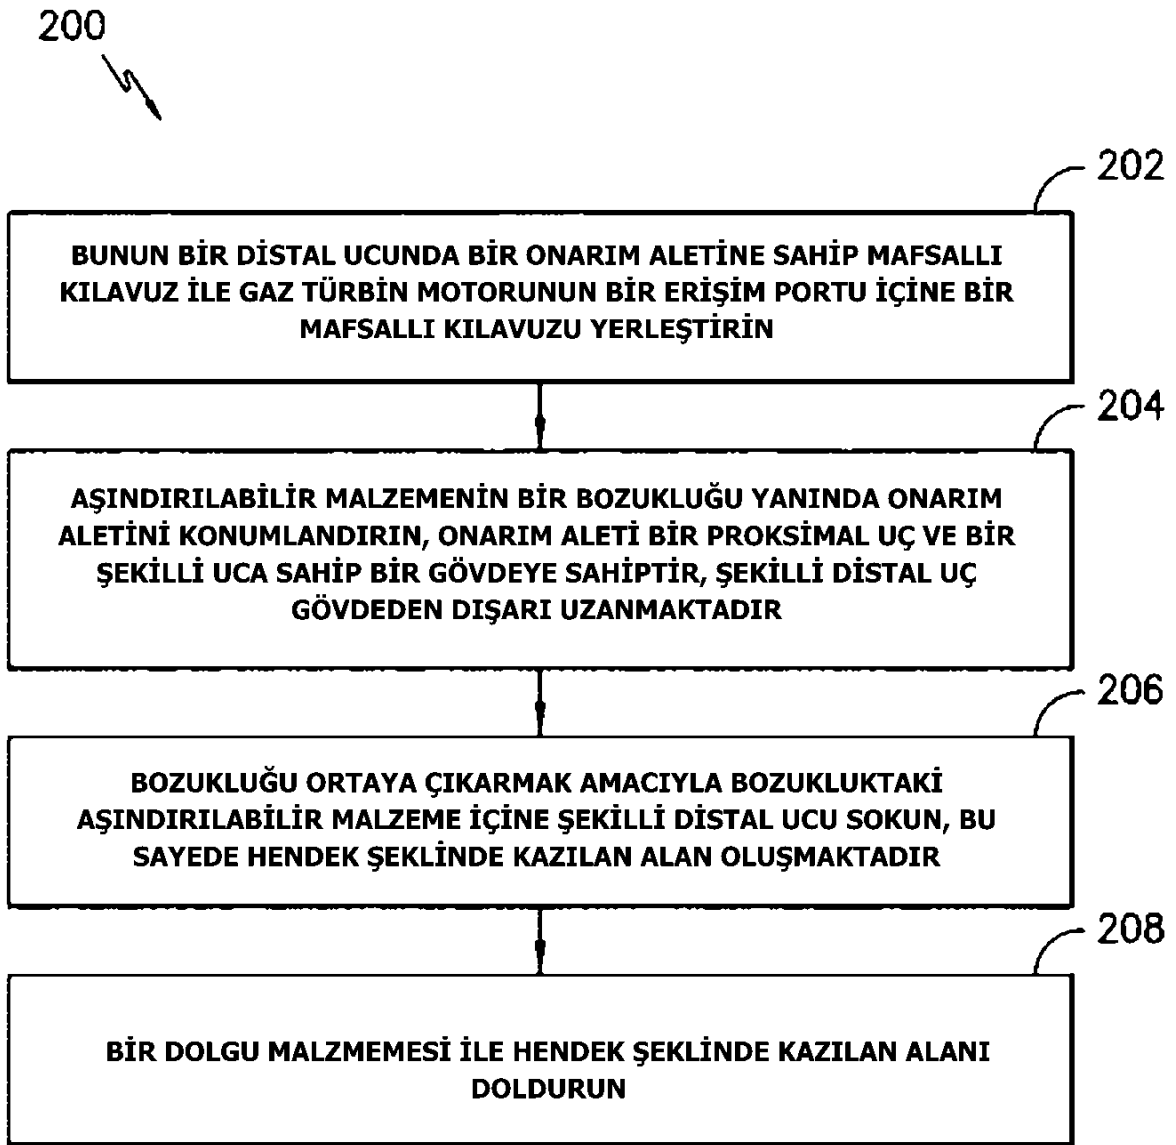 200
202
BUNUN BİR DİSTAL UCUNDA BİR ONARIM ALETİNE SAHİP MAFSALLI
KILAVUZ İLE GAZ TÜRBİN MOTORUNUN BİR ERİŞİM PORTU İÇİNE BİR
MAFSALLI KILAVUZU YERLEŞTİRİN
204
AŞINDIRILABİLİR MALZEMENİN BİR BOZUKLUĞU YANINDA ONARIM
ALETİNİ KONUMLANDIRIN, ONARIM ALETİ BİR PROKSİMAL UÇ VE BİR
ŞEKİLLİ UCA SAHİP BİR GÖVDEYE SAHİPTİR, ŞEKİLLİ DİSTAL UÇ
GÖVDEDEN DIŞARI UZANMAKTADIR
206
BOZUKLUĞU ORTAYA ÇIKARMAK AMACIYLA BOZUKLUKTAKİ
AŞINDIRILABİLİR MALZEME İÇİNE ŞEKİLLİ DİSTAL UCU SOKUN, BU
SAYEDE HENDEK ŞEKLİNDE KAZILAN ALAN OLUŞMAKTADIR
208
BİR DOLGU MALZMEMESİ İLE HENDEK ŞEKLİNDE KAZILAN ALANI
DOLDURUN